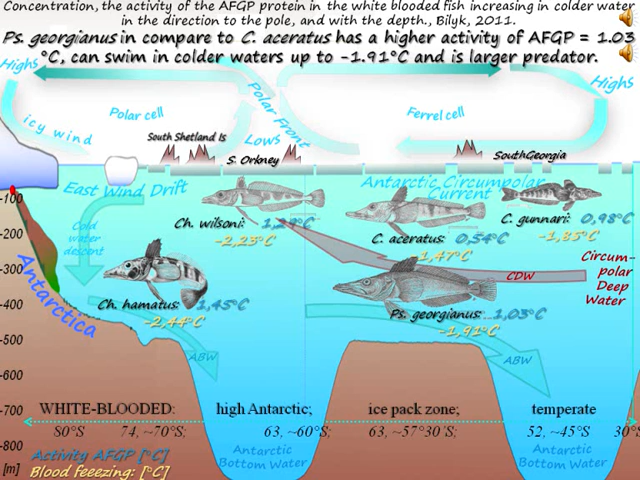 Concentration, the activity of the AFGP protein in the white blooded fish increasing in colder water
in the direction to the pole, and with the depth., Bilyk, 2011.
Ps. georgianus in compare to C. aceratus has a higher activity of AFGP = 1.03
°C, can swim in colder waters up to -1.91°C and is larger predator.
Highs
Highs
Polar Front
Polar cell
Ferrel cell
icy wind
South Shetland Is
Lows
S. Orkney
SouthGeorgia
East Wind Drift
Antarctic Circumpolar
Current
-100
Ch. wilsoni:
-2,23°C
C. gunnari: 0,98°C
-1,83°C
-200
Cold
water
descent
C. aceratus: 0,54°C
-1,47°C
Circum-
polar
Deep
Water
CDW
-300
Antarctica
Ch. hamatus: 1,45°C
-2,44°C
Ps. georgianus: 1,03°C
-1,91°C
-400
-500
ABW
ABW
-600
-700
WHITE-BLOODED: high Antarctic; ice pack zone; temperate
80°S 74, ~70°S; 63, ~60°S; 63, ~57°30'S; 52, ~45°S 30°
-800
Antarctic
Bottom Water
Antarctic
Bottom Water
Activity AFGP [°C]
[m]
Blood feeezing: [°C]